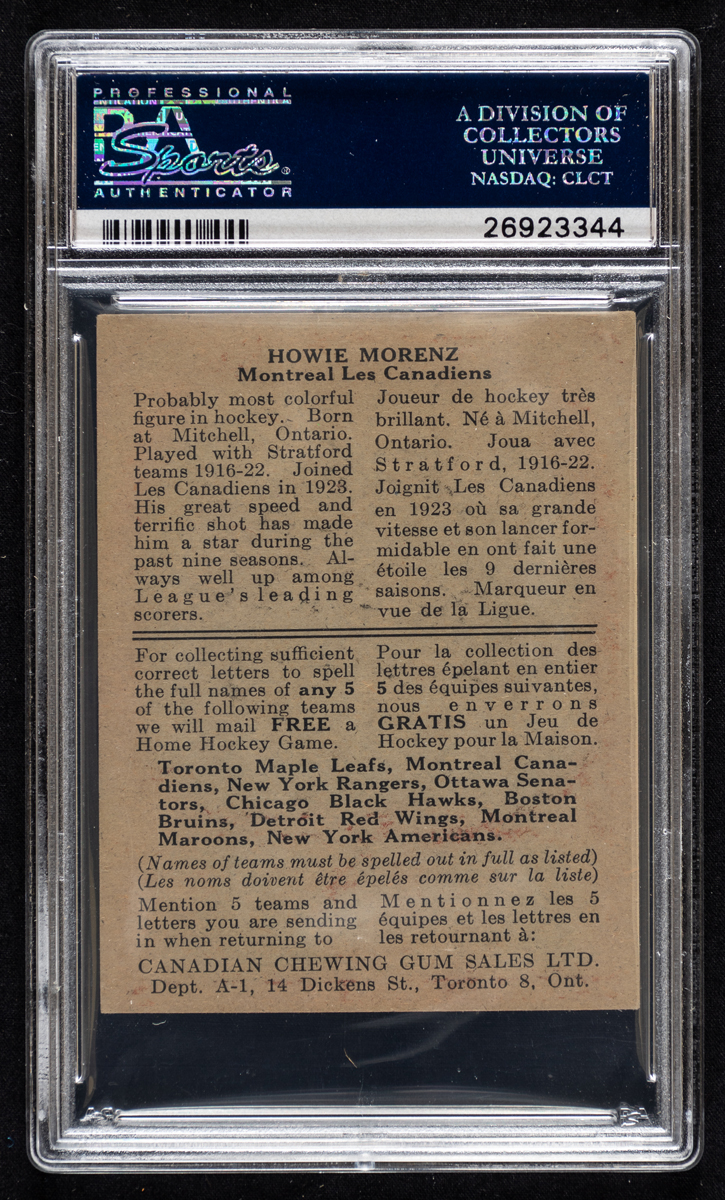 PROFESSIONAL
PSA
Sports®
AUTHENTICATOR
A DIVISION OF
COLLECTORS
UNIVERSE
NASDAQ: CLCT
26923344
HOWIE MORENZ
Montreal Les Canadiens
Probably most colorful
figure in hockey. Born
at Mitchell, Ontario.
Played with Stratford
teams 1916-22. Joined
Les Canadiens in 1923.
His great speed and
terrific shot has made
him a star during the
past nine seasons. Al-
ways well up among
League's leading
scorers.
Joueur de hockey très
brillant. Né à Mitchell,
Ontario. Joua avec
Stratford, 1916-22.
Joignit Les Canadiens
en 1923 où sa grande
vitesse et son lancer for-
midable en ont fait une
étoile les 9 dernières
saisons. Marqueur en
vue de la Ligue.
For collecting sufficient
correct letters to spell
the full names of any 5
of the following teams
we will mail FREE a
Home Hockey Game.
Pour la collection des
lettres épelant en entier
5 des équipes suivantes,
nous enverrons
GRATIS un Jeu de
Hockey pour la Maison.
Toronto Maple Leafs, Montreal Cana-
diens, New York Rangers, Ottawa Sena-
tors, Chicago Black Hawks, Boston
Bruins, Detroit Red Wings, Montreal
Maroons, New York Americans.
(Names of teams must be spelled out in full as listed)
(Les noms doivent être épelés comme sur la liste)
Mention 5 teams and
letters you are sending
in when returning to
Mentionnez les 5
équipes et les lettres en
les retournant à:
CANADIAN CHEWING GUM SALES LTD.
Dept. A-1, 14 Dickens St., Toronto 8, Ont.